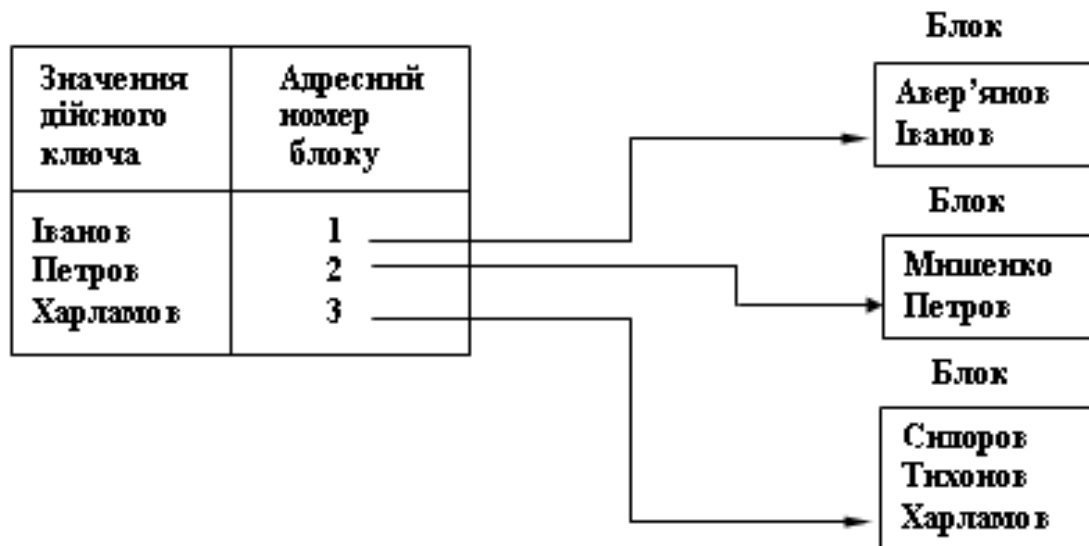 Значення
дійсного
ключа
Адресний
номер
блоку
Іванов
Петров
Харламов
1
2
3
Блок
Авер’янов
Іванов
Блок
Мишенко
Петров
Блок
Сипоров
Тихонов
Харламов